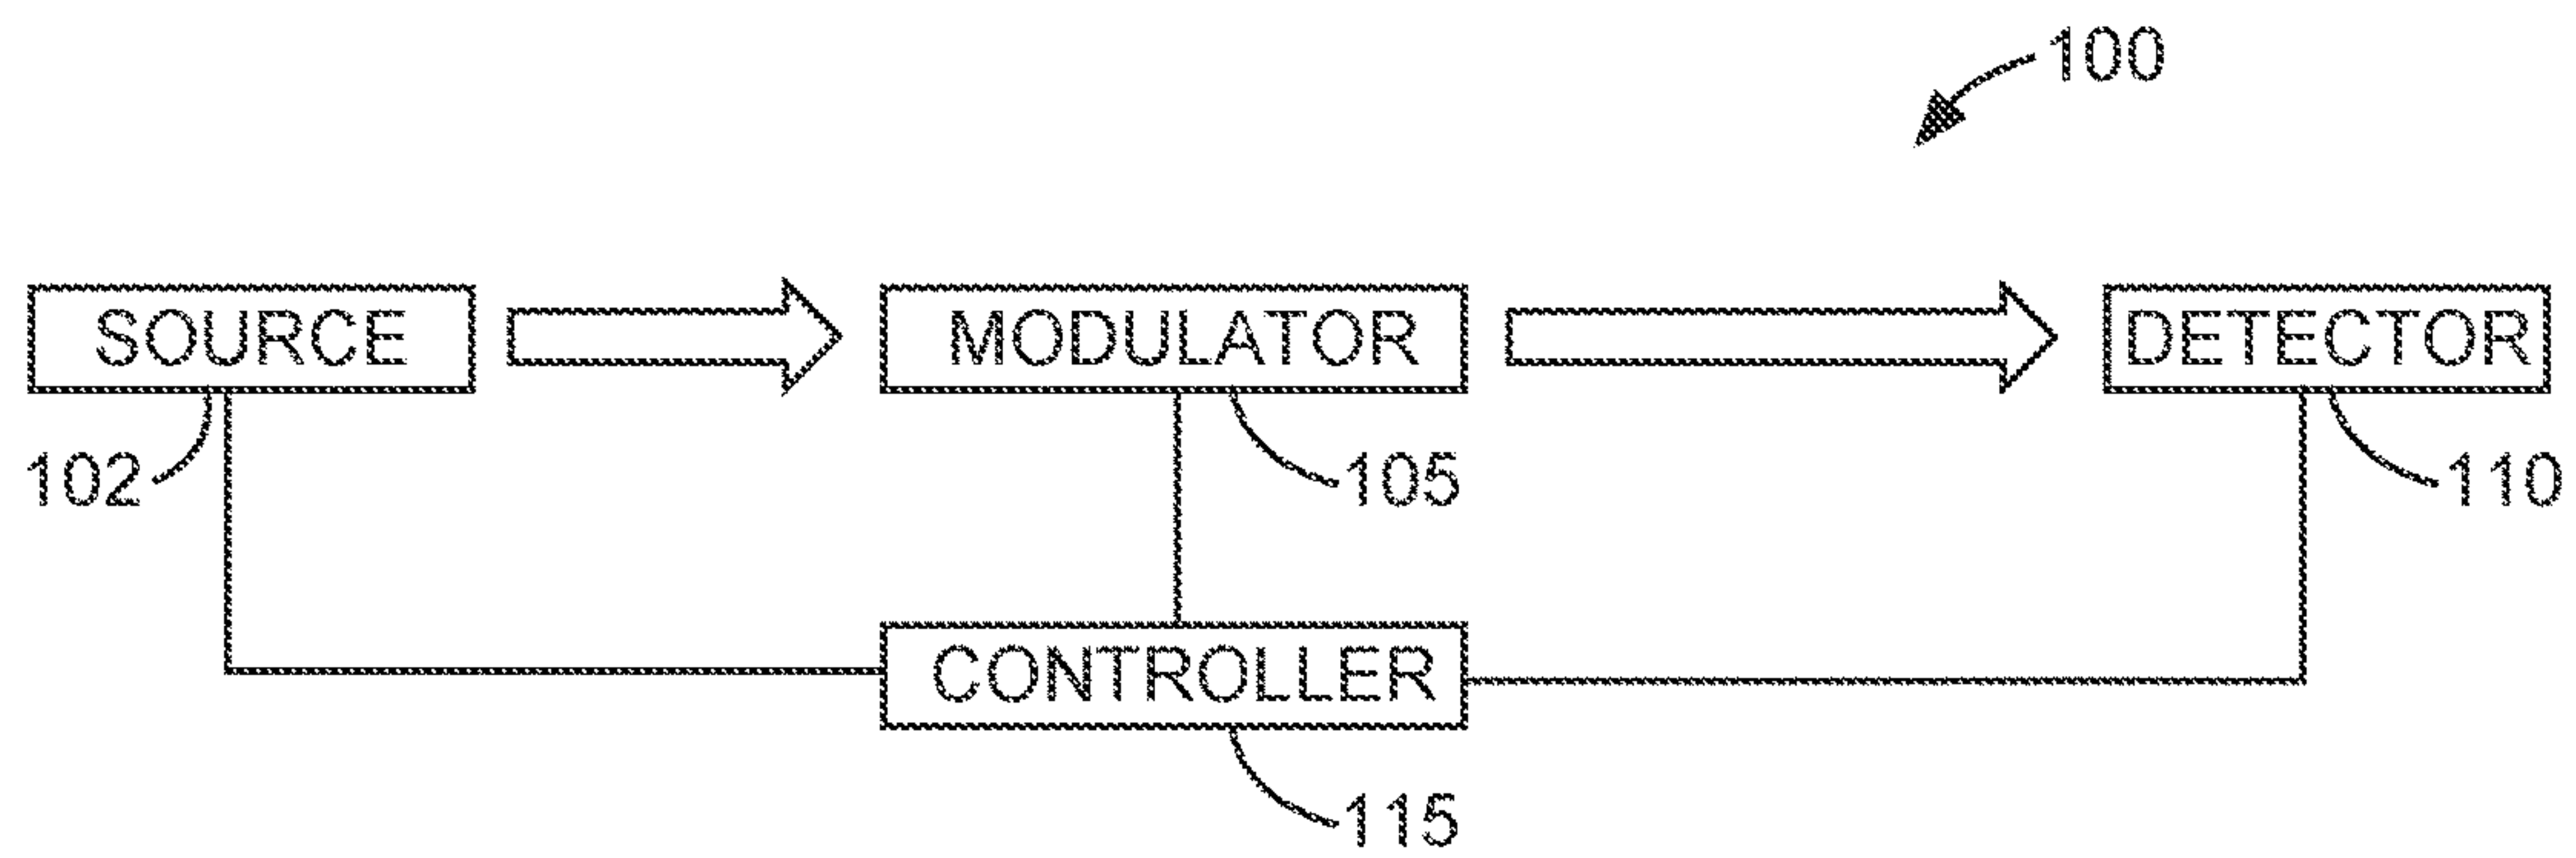 100
SOURCE
MODULATOR
DETECTOR
102
105
110
CONTROLLER
115